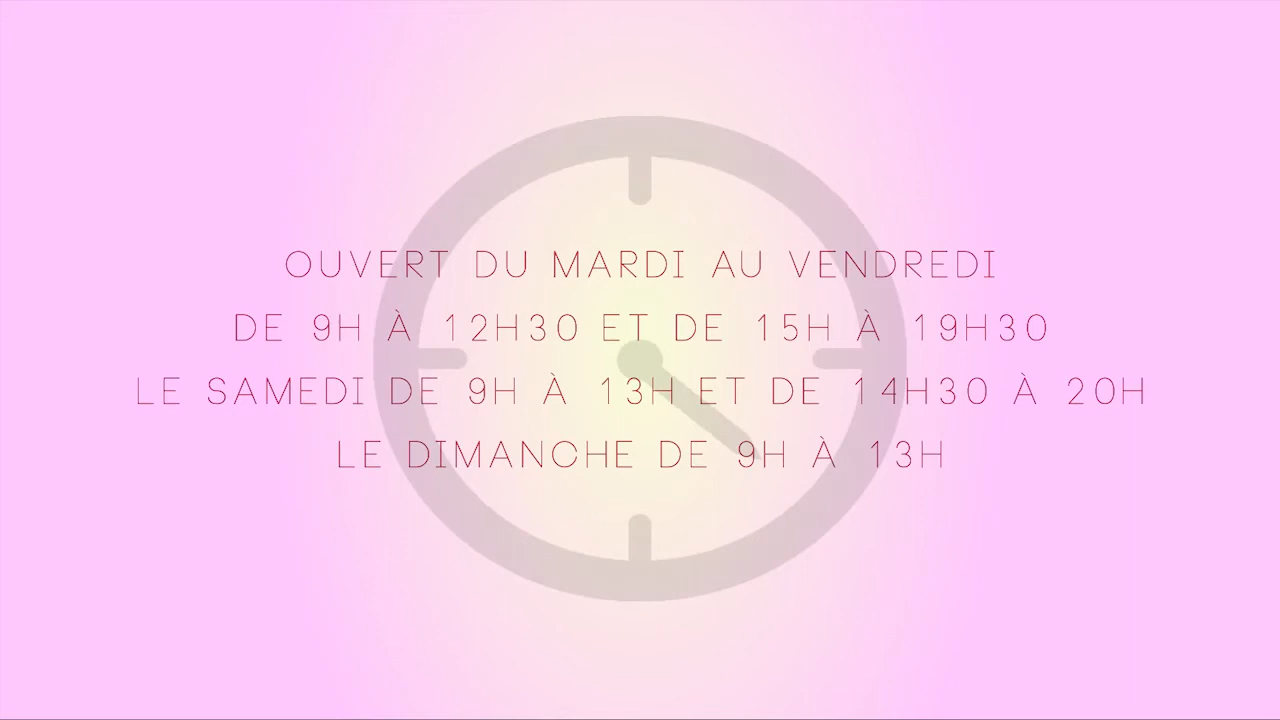 OUVERT DU MARDI AU VENDREDI
DE 9H À 12H30 ET DE 15H À 19H30
LE SAMEDI DE 9H À 13H ET DE 14H30 À 20H
LE DIMANCHE DE 9H À 13H